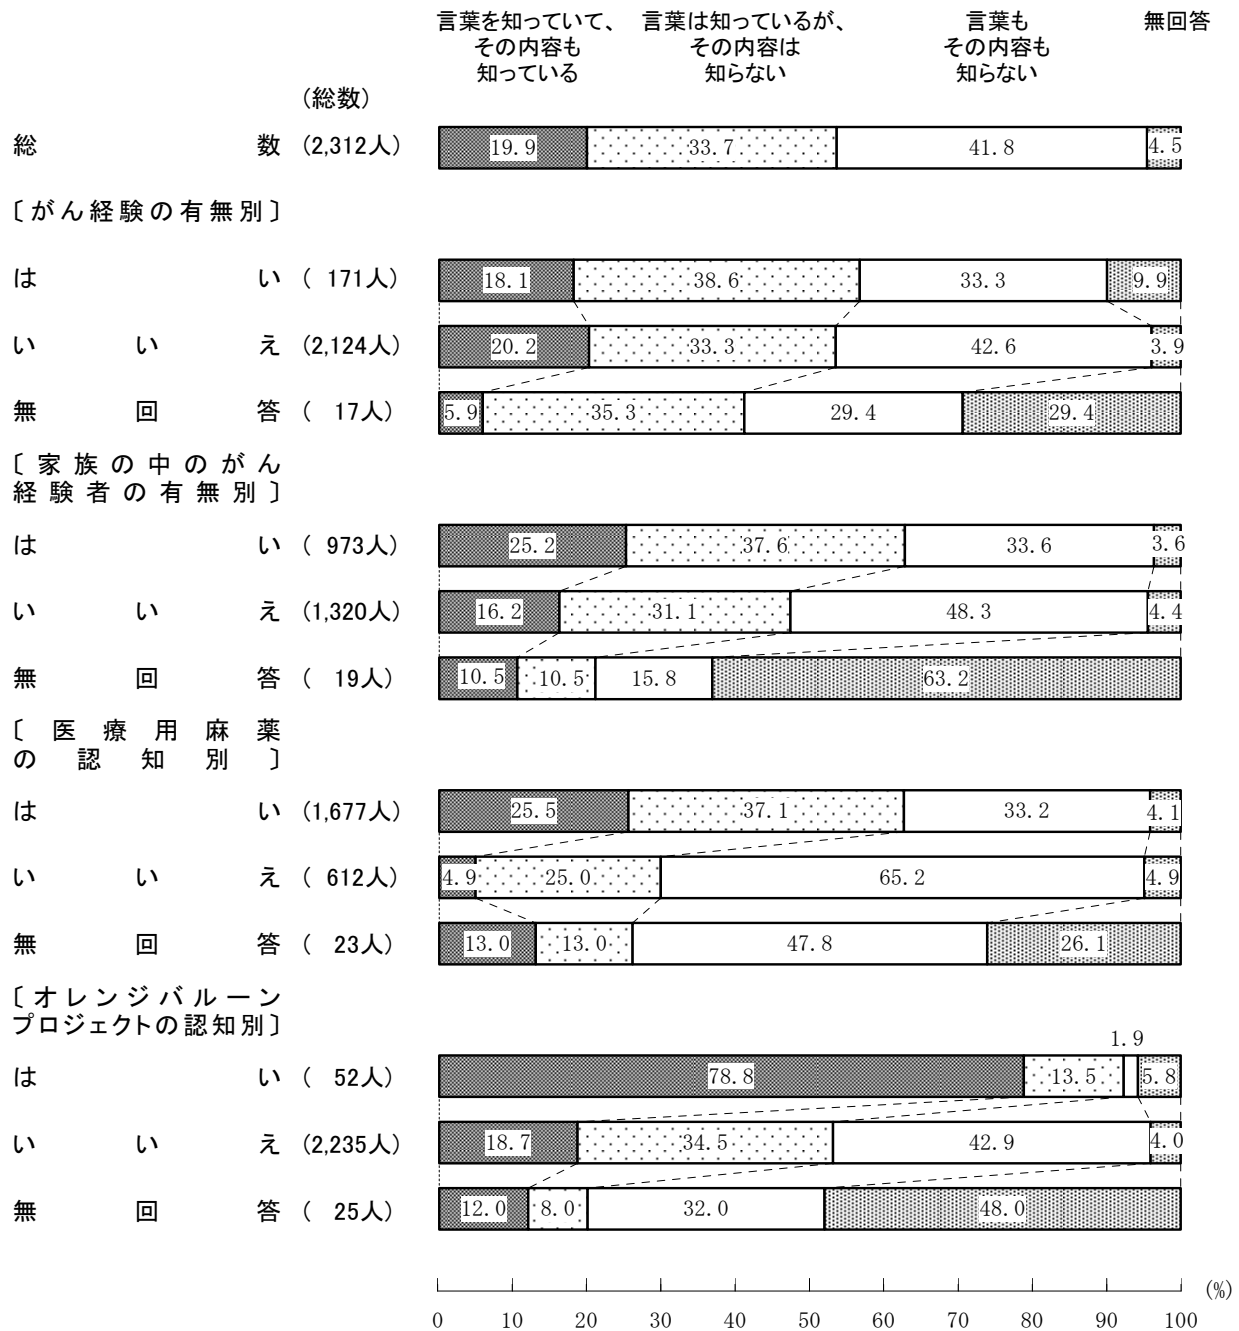 言葉を知っていて、 言葉は知っているが、 言葉も 無回答
その内容も その内容は その内容も
知っている 知らない 知らない
(総数)
総数 (2,312人) 19.9 33.7 41.8 4.5
〔がん経験の有無別〕
はい ( 171人) 18.1 38.6 33.3 9.9
いいえ (2,124人) 20.2 33.3 42.6 3.9
無回答 ( 17人) 5.9 35.3 29.4 29.4
〔家族の中のがん
経験者の有無別〕
はい ( 973人) 25.2 37.6 33.6 3.6
いいえ (1,320人) 16.2 31.1 48.3 4.4
無回答 ( 19人) 10.5 10.5 15.8 63.2
〔医療用麻薬
の認知別〕
はい (1,677人) 25.5 37.1 33.2 4.1
いいえ ( 612人) 4.9 25.0 65.2 4.9
無回答 ( 23人) 13.0 13.0 47.8 26.1
〔オレンジバルーン
プロジェクトの認知別〕
1.9
はい ( 52人) 78.8 13.5 5.8
いいえ (2,235人) 18.7 34.5 42.9 4.0
無回答 ( 25人) 12.0 8.0 32.0 48.0
(%)
0 10 20 30 40 50 60 70 80 90 100